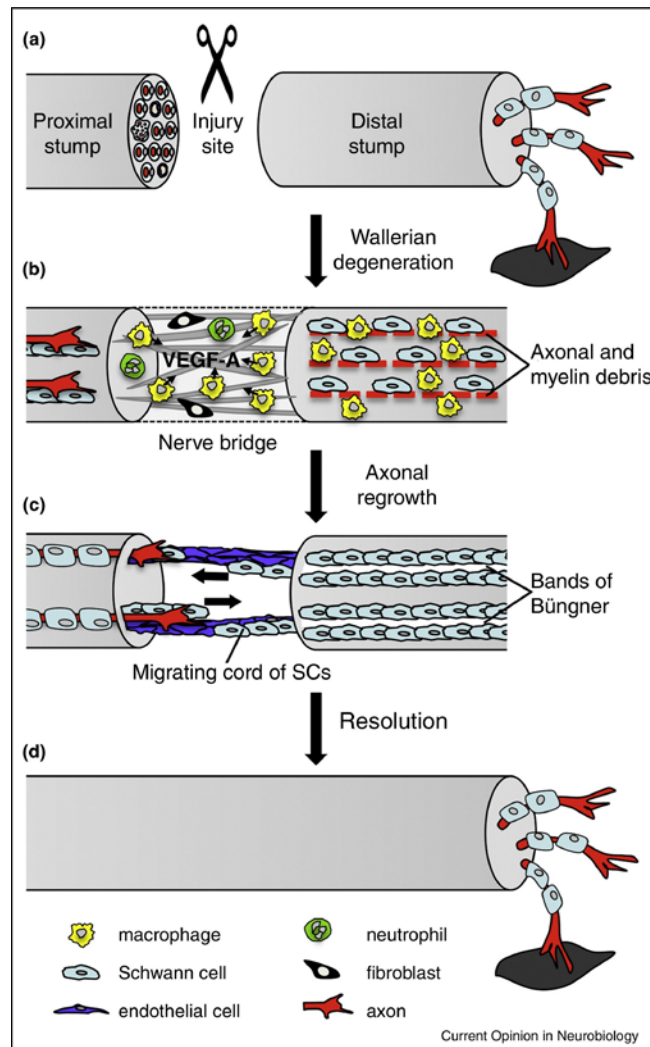 (a)
Proximal
stump
Injury
site
Distal
stump
Wallerian
degeneration
(b)
VEGF-A
Axonal and
myelin debris
Nerve bridge
Axonal
regrowth
(c)
Bands of
Büngner
Migrating cord of SCs
Resolution
(d)
macrophage
neutrophil
Schwann cell
fibroblast
endothelial cell
axon
Current Opinion in Neurobiology